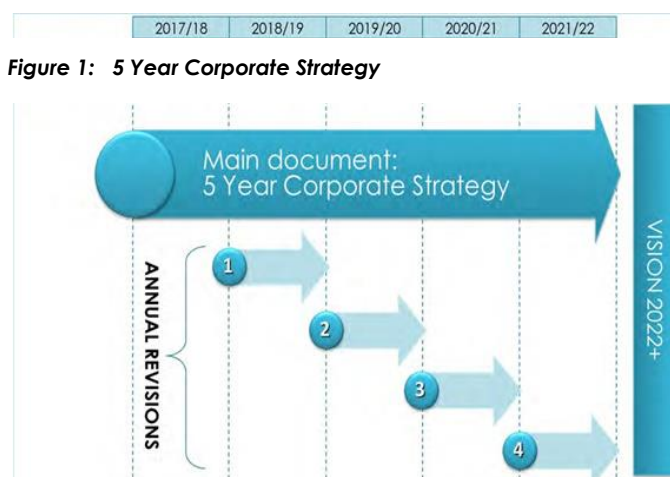 2017/18 2018/19 2019/20 2020/21 2021/22
Figure 1: 5 Year Corporate Strategy
Main document:
5 Year Corporate Strategy
VISION 2022+
ANNUAL REVISIONS
1
2
3
4